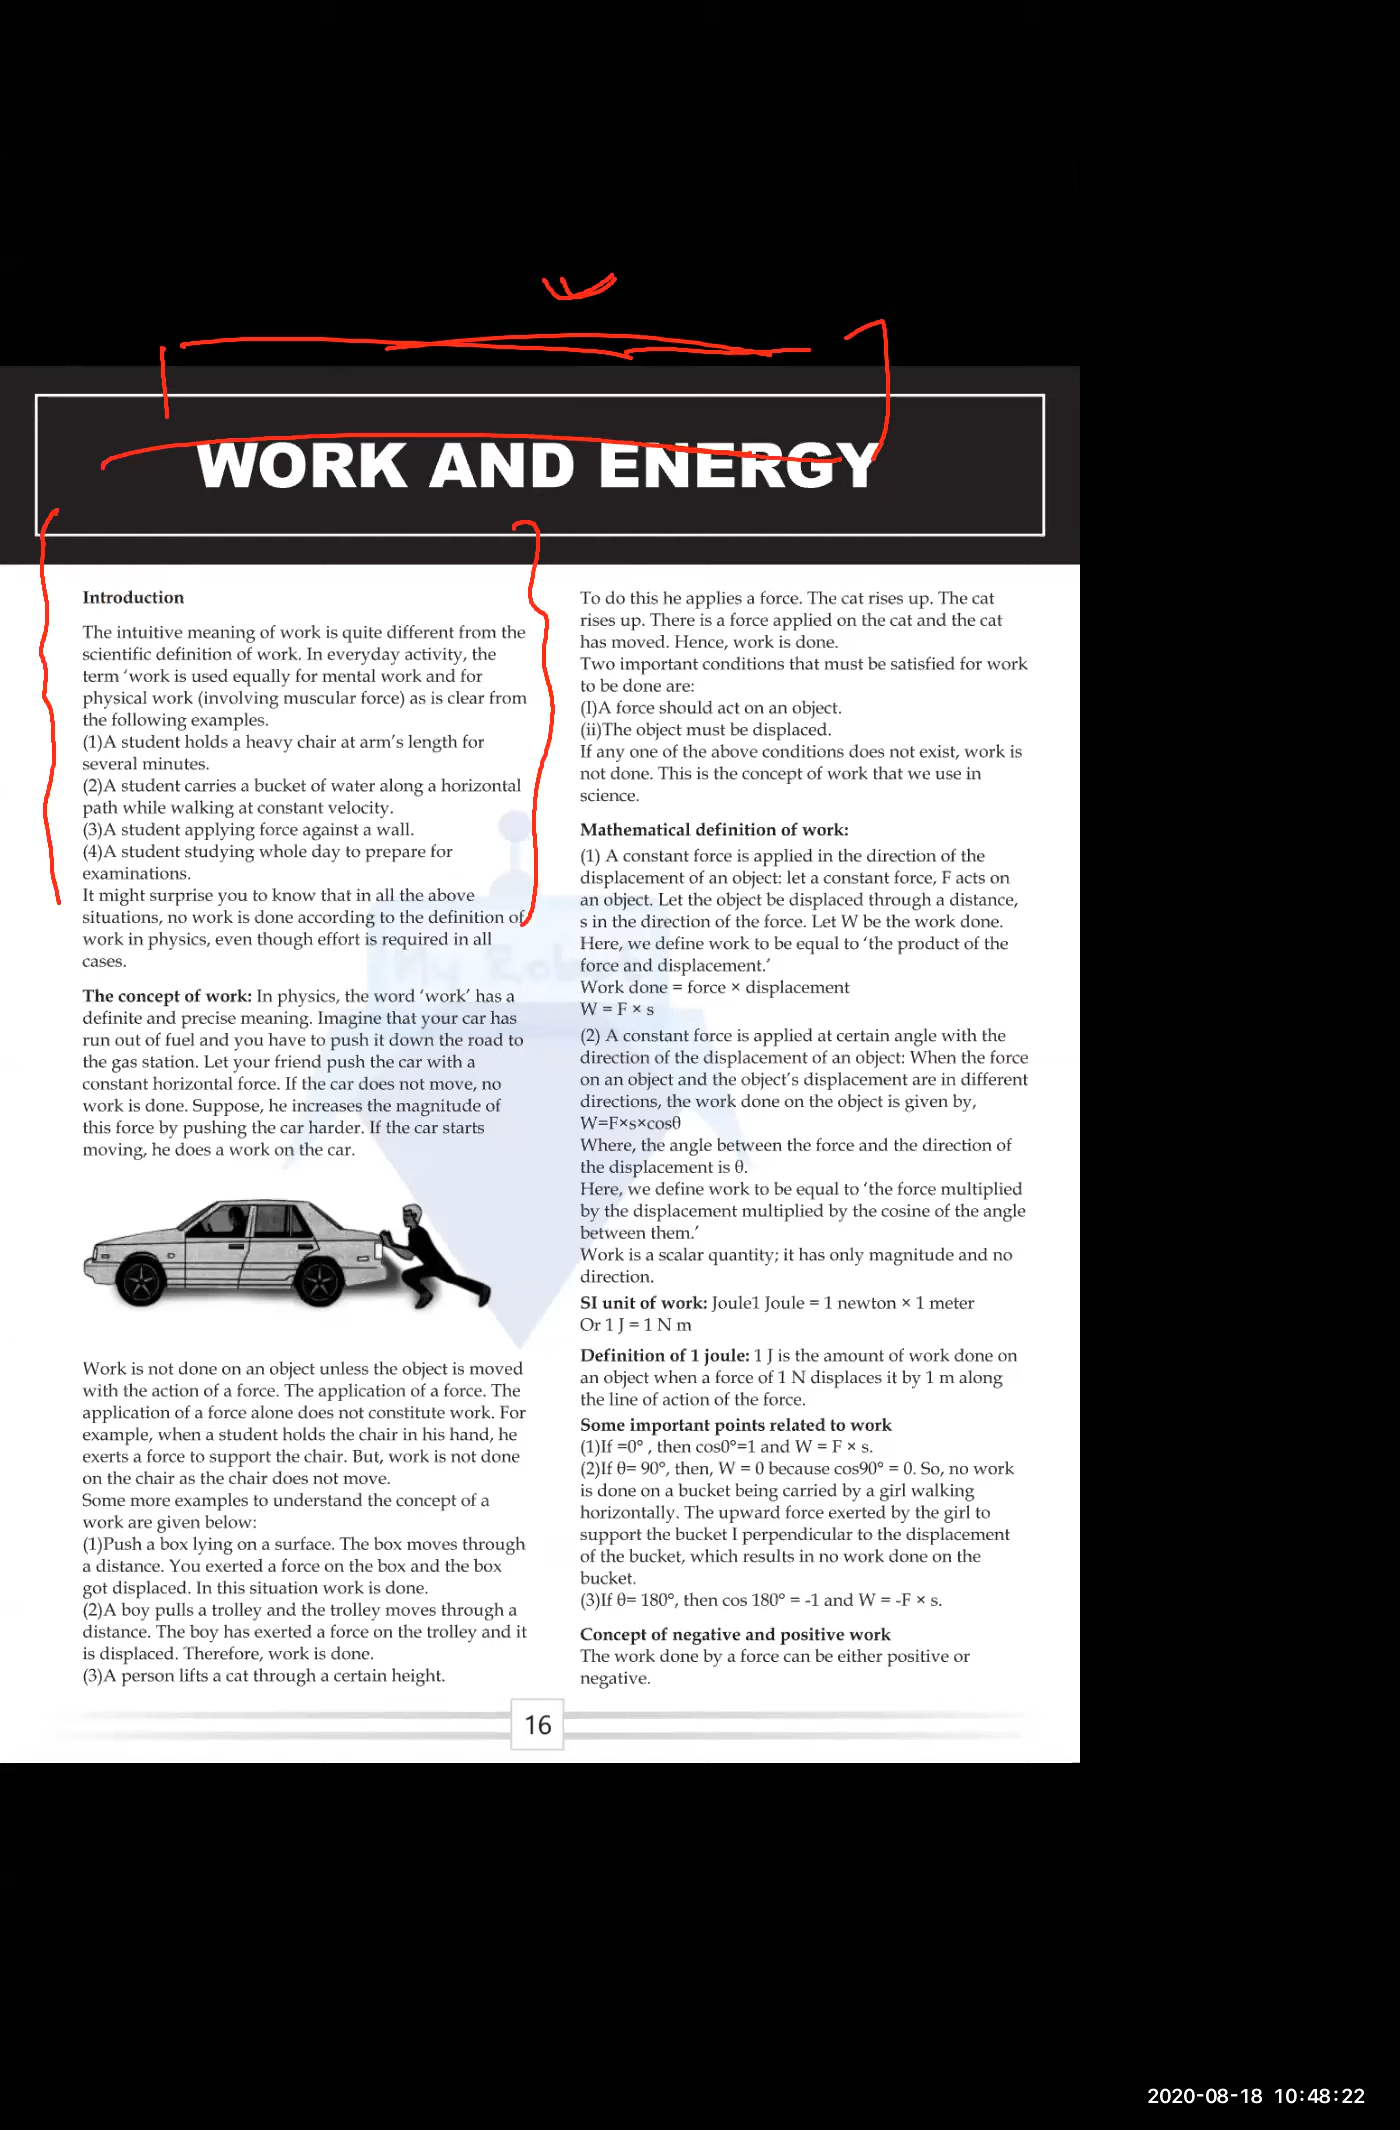 WORK AND ENERGY
Introduction
The intuitive meaning of work is quite different from the
scientific definition of work. In everyday activity, the
term ‘work is used equally for mental work and for
physical work (involving muscular force) as is clear from
the following examples.
(1)A student holds a heavy chair at arm’s length for
several minutes.
(2)A student carries a bucket of water along a horizontal
path while walking at constant velocity.
(3)A student applying force against a wall.
(4)A student studying whole day to prepare for
examinations.
It might surprise you to know that in all the above
situations, no work is done according to the definition of
work in physics, even though effort is required in all
cases.
The concept of work: In physics, the word ‘work’ has a
definite and precise meaning. Imagine that your car has
run out of fuel and you have to push it down the road to
the gas station. Let your friend push the car with a
constant horizontal force. If the car does not move, no
work is done. Suppose, he increases the magnitude of
this force by pushing the car harder. If the car starts
moving, he does a work on the car.
Work is not done on an object unless the object is moved
with the action of a force. The application of a force. The
application of a force alone does not constitute work. For
example, when a student holds the chair in his hand, he
exerts a force to support the chair. But, work is not done
on the chair as the chair does not move.
Some more examples to understand the concept of a
work are given below:
(1)Push a box lying on a surface. The box moves through
a distance. You exerted a force on the box and the box
got displaced. In this situation work is done.
(2)A boy pulls a trolley and the trolley moves through a
distance. The boy has exerted a force on the trolley and it
is displaced. Therefore, work is done.
(3)A person lifts a cat through a certain height.
To do this he applies a force. The cat rises up. The cat
rises up. There is a force applied on the cat and the cat
has moved. Hence, work is done.
Two important conditions that must be satisfied for work
to be done are:
(I)A force should act on an object.
(ii)The object must be displaced.
If any one of the above conditions does not exist, work is
not done. This is the concept of work that we use in
science.
Mathematical definition of work:
(1) A constant force is applied in the direction of the
displacement of an object: let a constant force, F acts on
an object. Let the object be displaced through a distance,
s in the direction of the force. Let W be the work done.
Here, we define work to be equal to ‘the product of the
force and displacement.’
Work done = force × displacement
W = F × s
(2) A constant force is applied at certain angle with the
direction of the displacement of an object: When the force
on an object and the object’s displacement are in different
directions, the work done on the object is given by,
W=F×s×cosθ
Where, the angle between the force and the direction of
the displacement is θ.
Here, we define work to be equal to ‘the force multiplied
by the displacement multiplied by the cosine of the angle
between them.’
Work is a scalar quantity; it has only magnitude and no
direction.
SI unit of work: Joule1 Joule = 1 newton × 1 meter
Or 1 J = 1 N m
Definition of 1 joule: 1 J is the amount of work done on
an object when a force of 1 N displaces it by 1 m along
the line of action of the force.
Some important points related to work
(1)If =0° , then cos0°=1 and W = F × s.
(2)If θ= 90°, then, W = 0 because cos90° = 0. So, no work
is done on a bucket being carried by a girl walking
horizontally. The upward force exerted by the girl to
support the bucket I perpendicular to the displacement
of the bucket, which results in no work done on the
bucket.
(3)If θ= 180°, then cos 180° = -1 and W = -F × s.
Concept of negative and positive work
The work done by a force can be either positive or
negative.
16
2020-08-18 10:48:22